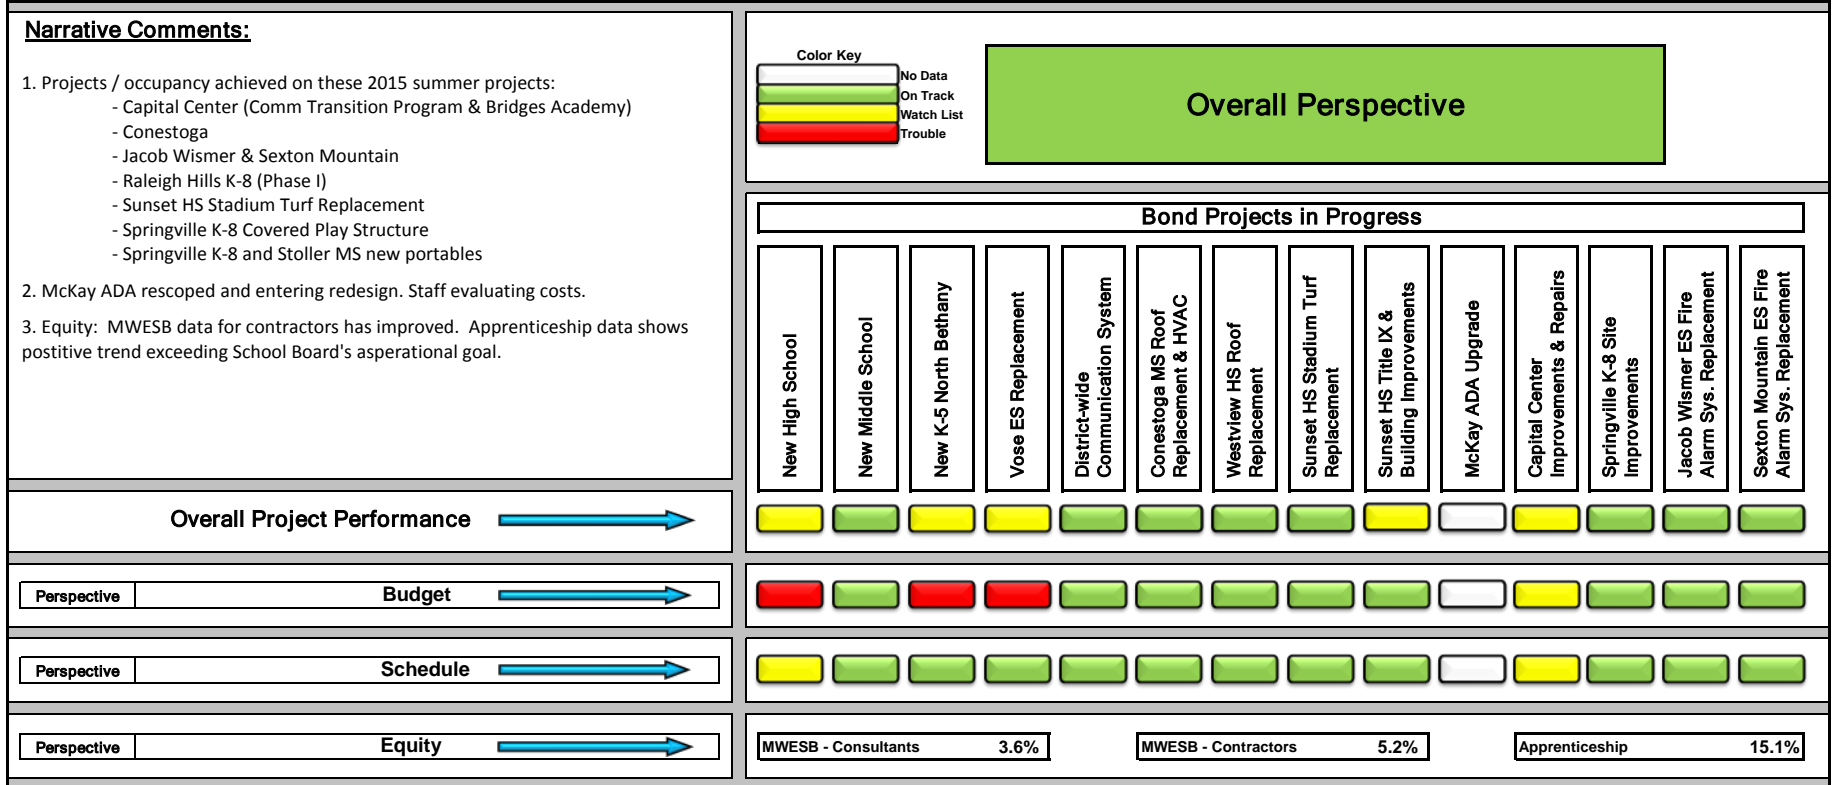 Narrative Comments:
1. Projects / occupancy achieved on these 2015 summer projects:
- Capital Center (Comm Transition Program & Bridges Academy)
- Conestoga
- Jacob Wismer & Sexton Mountain
- Raleigh Hills K-8 (Phase I)
- Sunset HS Stadium Turf Replacement
- Springville K-8 Covered Play Structure
- Springville K-8 and Stoller MS new portables
2. McKay ADA rescoped and entering redesign. Staff evaluating costs.
3. Equity:  MWESB data for contractors has improved.  Apprenticeship data shows
postitive trend exceeding School Board's asperational goal.
Color Key
No Data
On Track
Watch List
Trouble
Overall Perspective
Bond Projects in Progress
New High School
New Middle School
New K-5 North Bethany
Vose ES Replacement
District-wide
Communication System
Conestoga MS Roof
Replacement & HVAC
Westview HS Roof
Replacement
Sunset HS Stadium Turf
Replacement
Sunset HS Title IX &
Building Improvements
McKay ADA Upgrade
Capital Center
Improvements & Repairs
Springville K-8 Site
Improvements
Jacob Wismer ES Fire
Alarm Sys. Replacement
Sexton Mountain ES Fire
Alarm Sys. Replacement
Overall Project Performance
Perspective Budget
Perspective Schedule
Perspective Equity
MWESB - Consultants 3.6%
MWESB - Contractors 5.2%
Apprenticeship 15.1%